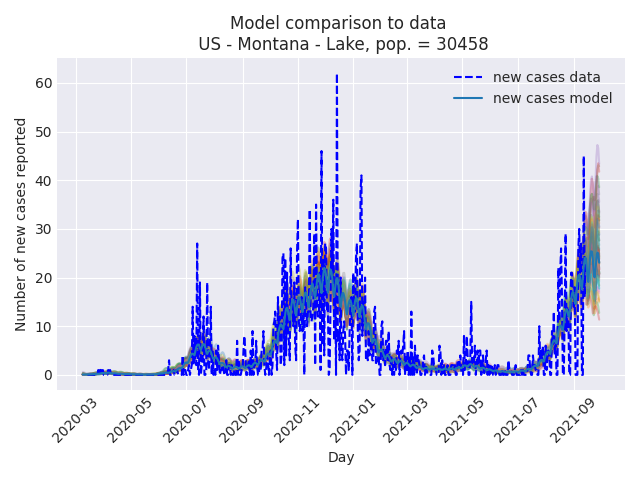 Model comparison to data
US - Montana - Lake, pop. = 30458
new cases data
new cases model
Number of new cases reported
60
50
40
30
20
10
0
2020-03
2020-05
2020-07
2020-09
2020-11
2021-01
2021-03
2021-05
2021-07
2021-09
Day